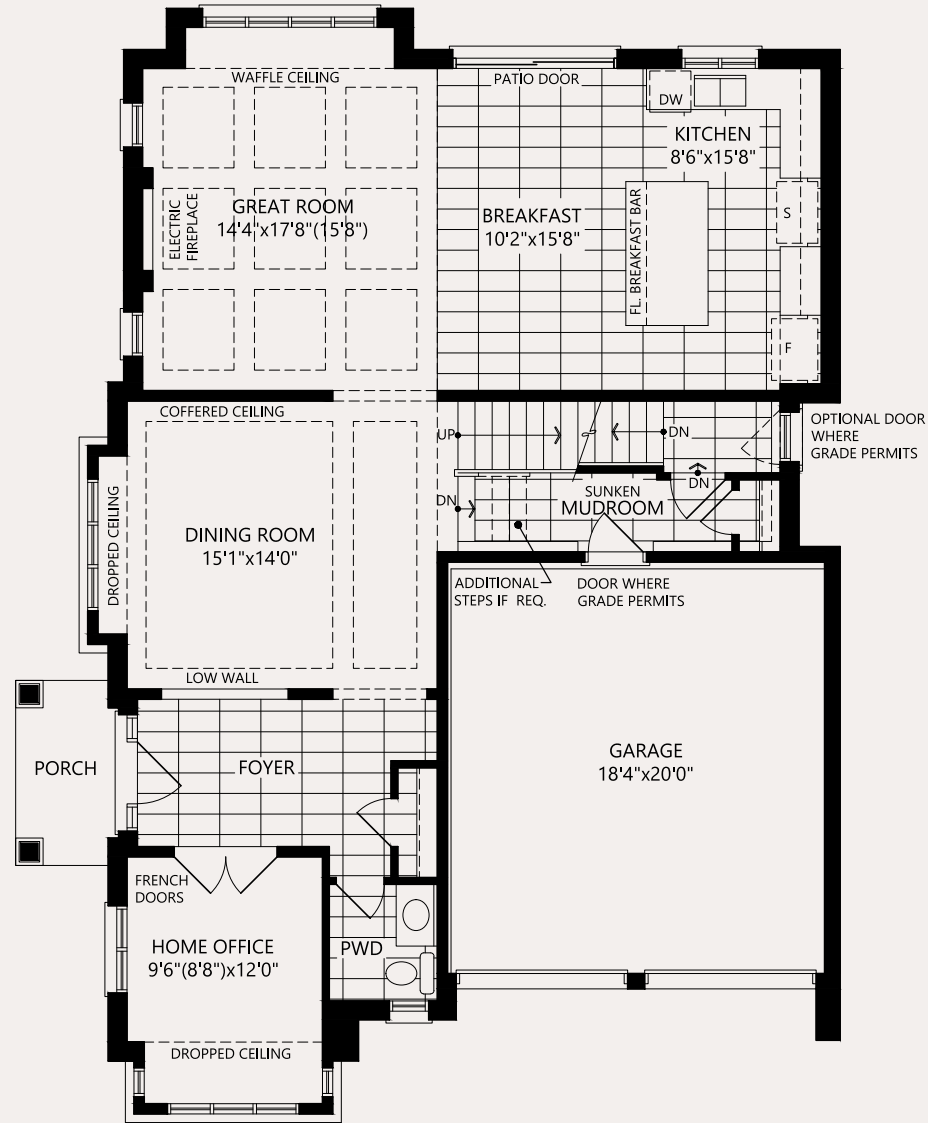 WAFFLE CEILING
PATIO DOOR
DW
KITCHEN
8'6"x15'8"
ELECTRIC
FIREPLACE
GREAT ROOM
14'4"x17'8"(15'8")
BREAKFAST
10'2"x15'8"
FL. BREAKFAST BAR
S
F
COFFERED CEILING
UP
DN
OPTIONAL DOOR
WHERE
GRADE PERMITS
DN
DN
SUNKEN
MUDROOM
DROPPED CEILING
DINING ROOM
15'1"x14'0"
ADDITIONAL
STEPS IF REQ.
DOOR WHERE
GRADE PERMITS
LOW WALL
PORCH
FOYER
GARAGE
18'4"x20'0"
FRENCH
DOORS
HOME OFFICE
9'6"(8'8")x12'0"
PWD
DROPPED CEILING